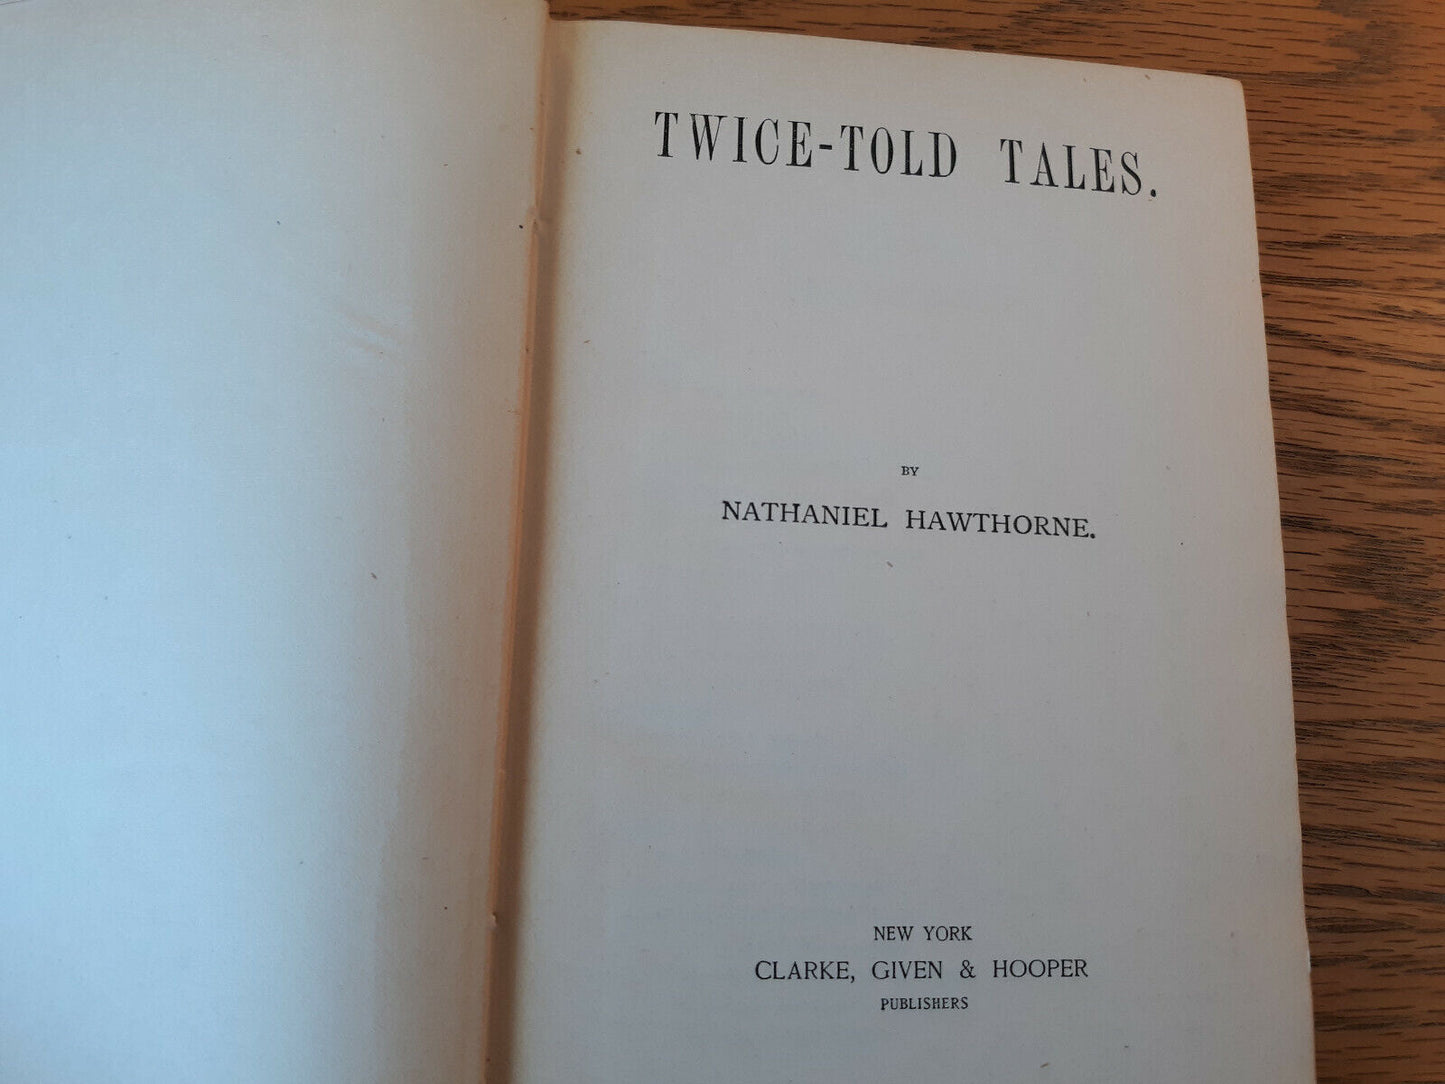 TWICE-TOLD TALES.
BY
NATHANIEL HAWTHORNE.
NEW YORK
CLARKE, GIVEN & HOOPER
PUBLISHERS